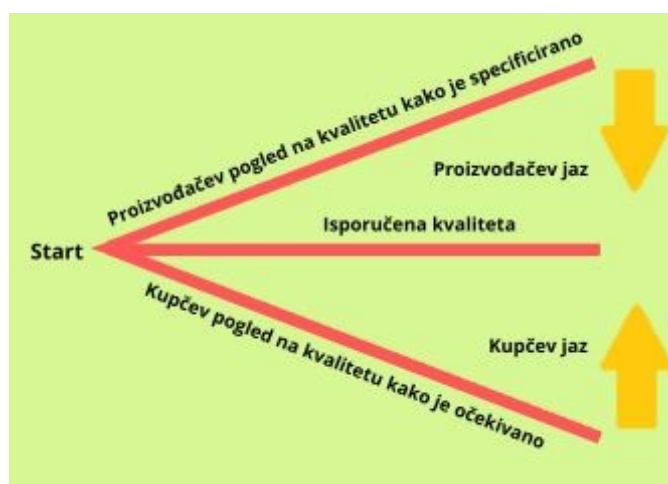 Proizvođačev pogled na kvalitetu kako je specificirano
Proizvođačev jaz
Isporučena kvaliteta
Start
Kupčev pogled na kvalitetu kako je očekivano
Kupčev jaz